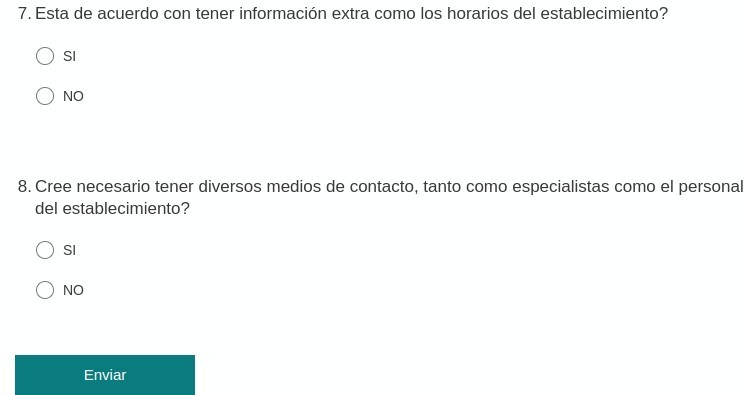 7. Esta de acuerdo con tener información extra como los horarios del establecimiento?
SI
NO
8. Cree necesario tener diversos medios de contacto, tanto como especialistas como el personal
del establecimiento?
SI
NO
Enviar